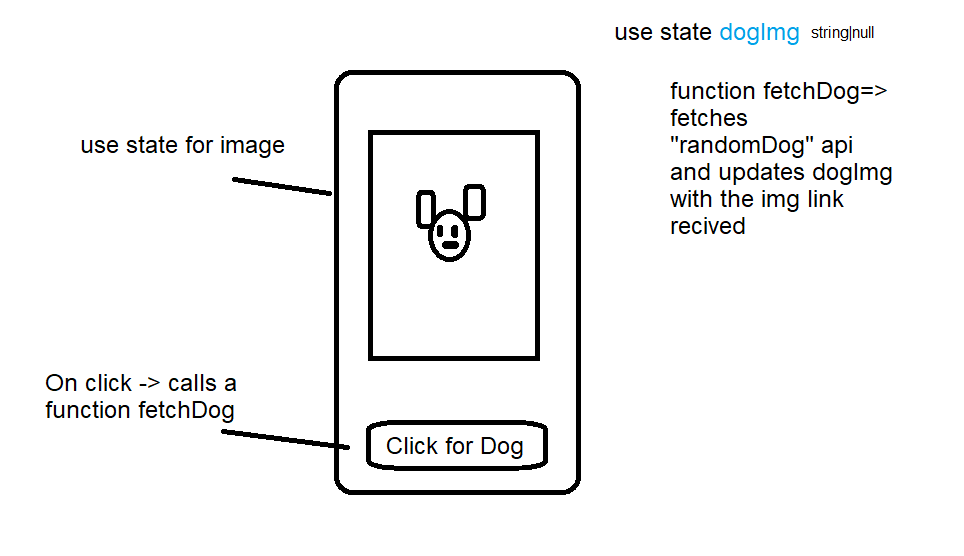 use state dogImg string|null
function fetchDog=>
fetches
"randomDog" api
and updates dogImg
with the img link
recived
use state for image
On click -> calls a
function fetchDog
Click for Dog